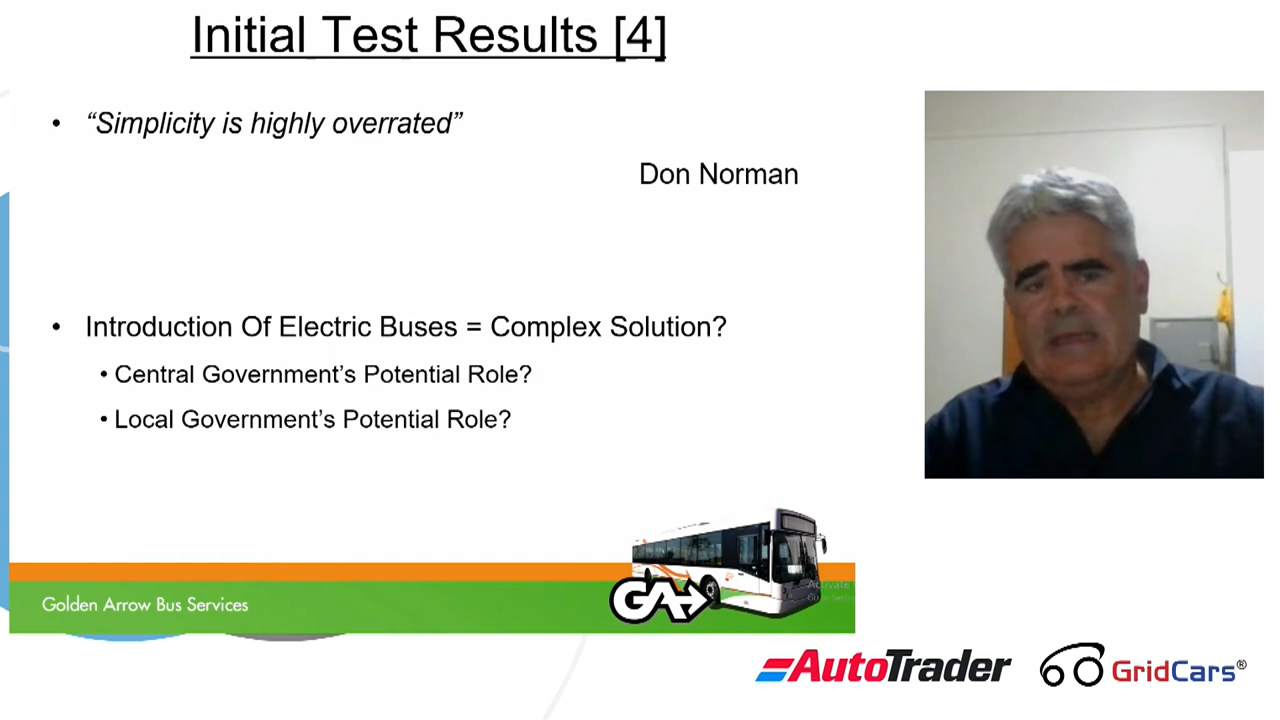 Initial Test Results [4]
• “Simplicity is highly overrated”
Don Norman
• Introduction Of Electric Buses = Complex Solution?
• Central Government’s Potential Role?
• Local Government’s Potential Role?
Golden Arrow Bus Services
GA
Activate
AutoTrader
GridCars®